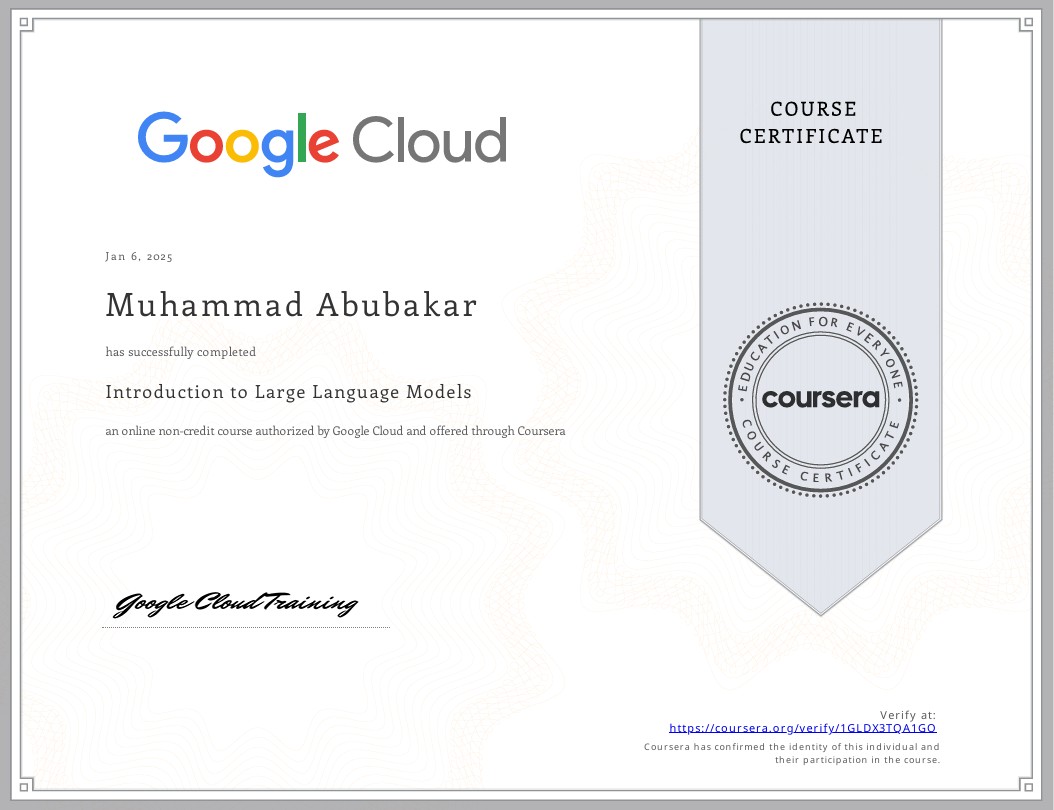 Google Cloud
COURSE
CERTIFICATE
Jan 6, 2025
Muhammad Abubakar
has successfully completed
Introduction to Large Language Models
an online non-credit course authorized by Google Cloud and offered through Coursera
EDUCATION FOR EVERYONE
coursera
COURSE CERTIFICATE
Google Cloud Training
Verify at:
https://coursera.org/verify/1GLDX3TQA1GO
Coursera has confirmed the identity of this individual and
their participation in the course.